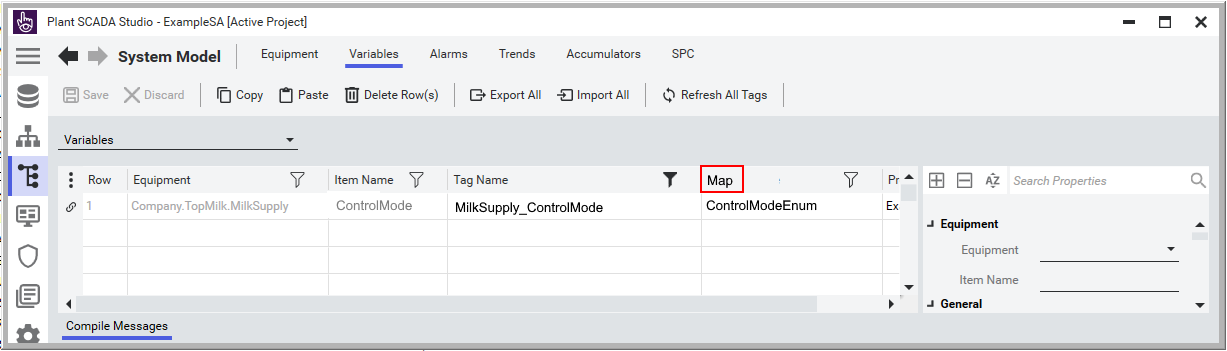 Plant SCADA Studio - ExampleSA [Active Project]
System Model Equipment Variables Alarms Trends Accumulators SPC
Save Discard Copy Paste Delete Row(s) Export All Import All Refresh All Tags
Variables
Row Equipment Item Name Tag Name Map Pr
1 Company.TopMilk.MilkSupply ControlMode MilkSupply_ControlMode ControlModeEnum Ex
AZ Search Properties
Equipment
Equipment
Item Name
General
Compile Messages